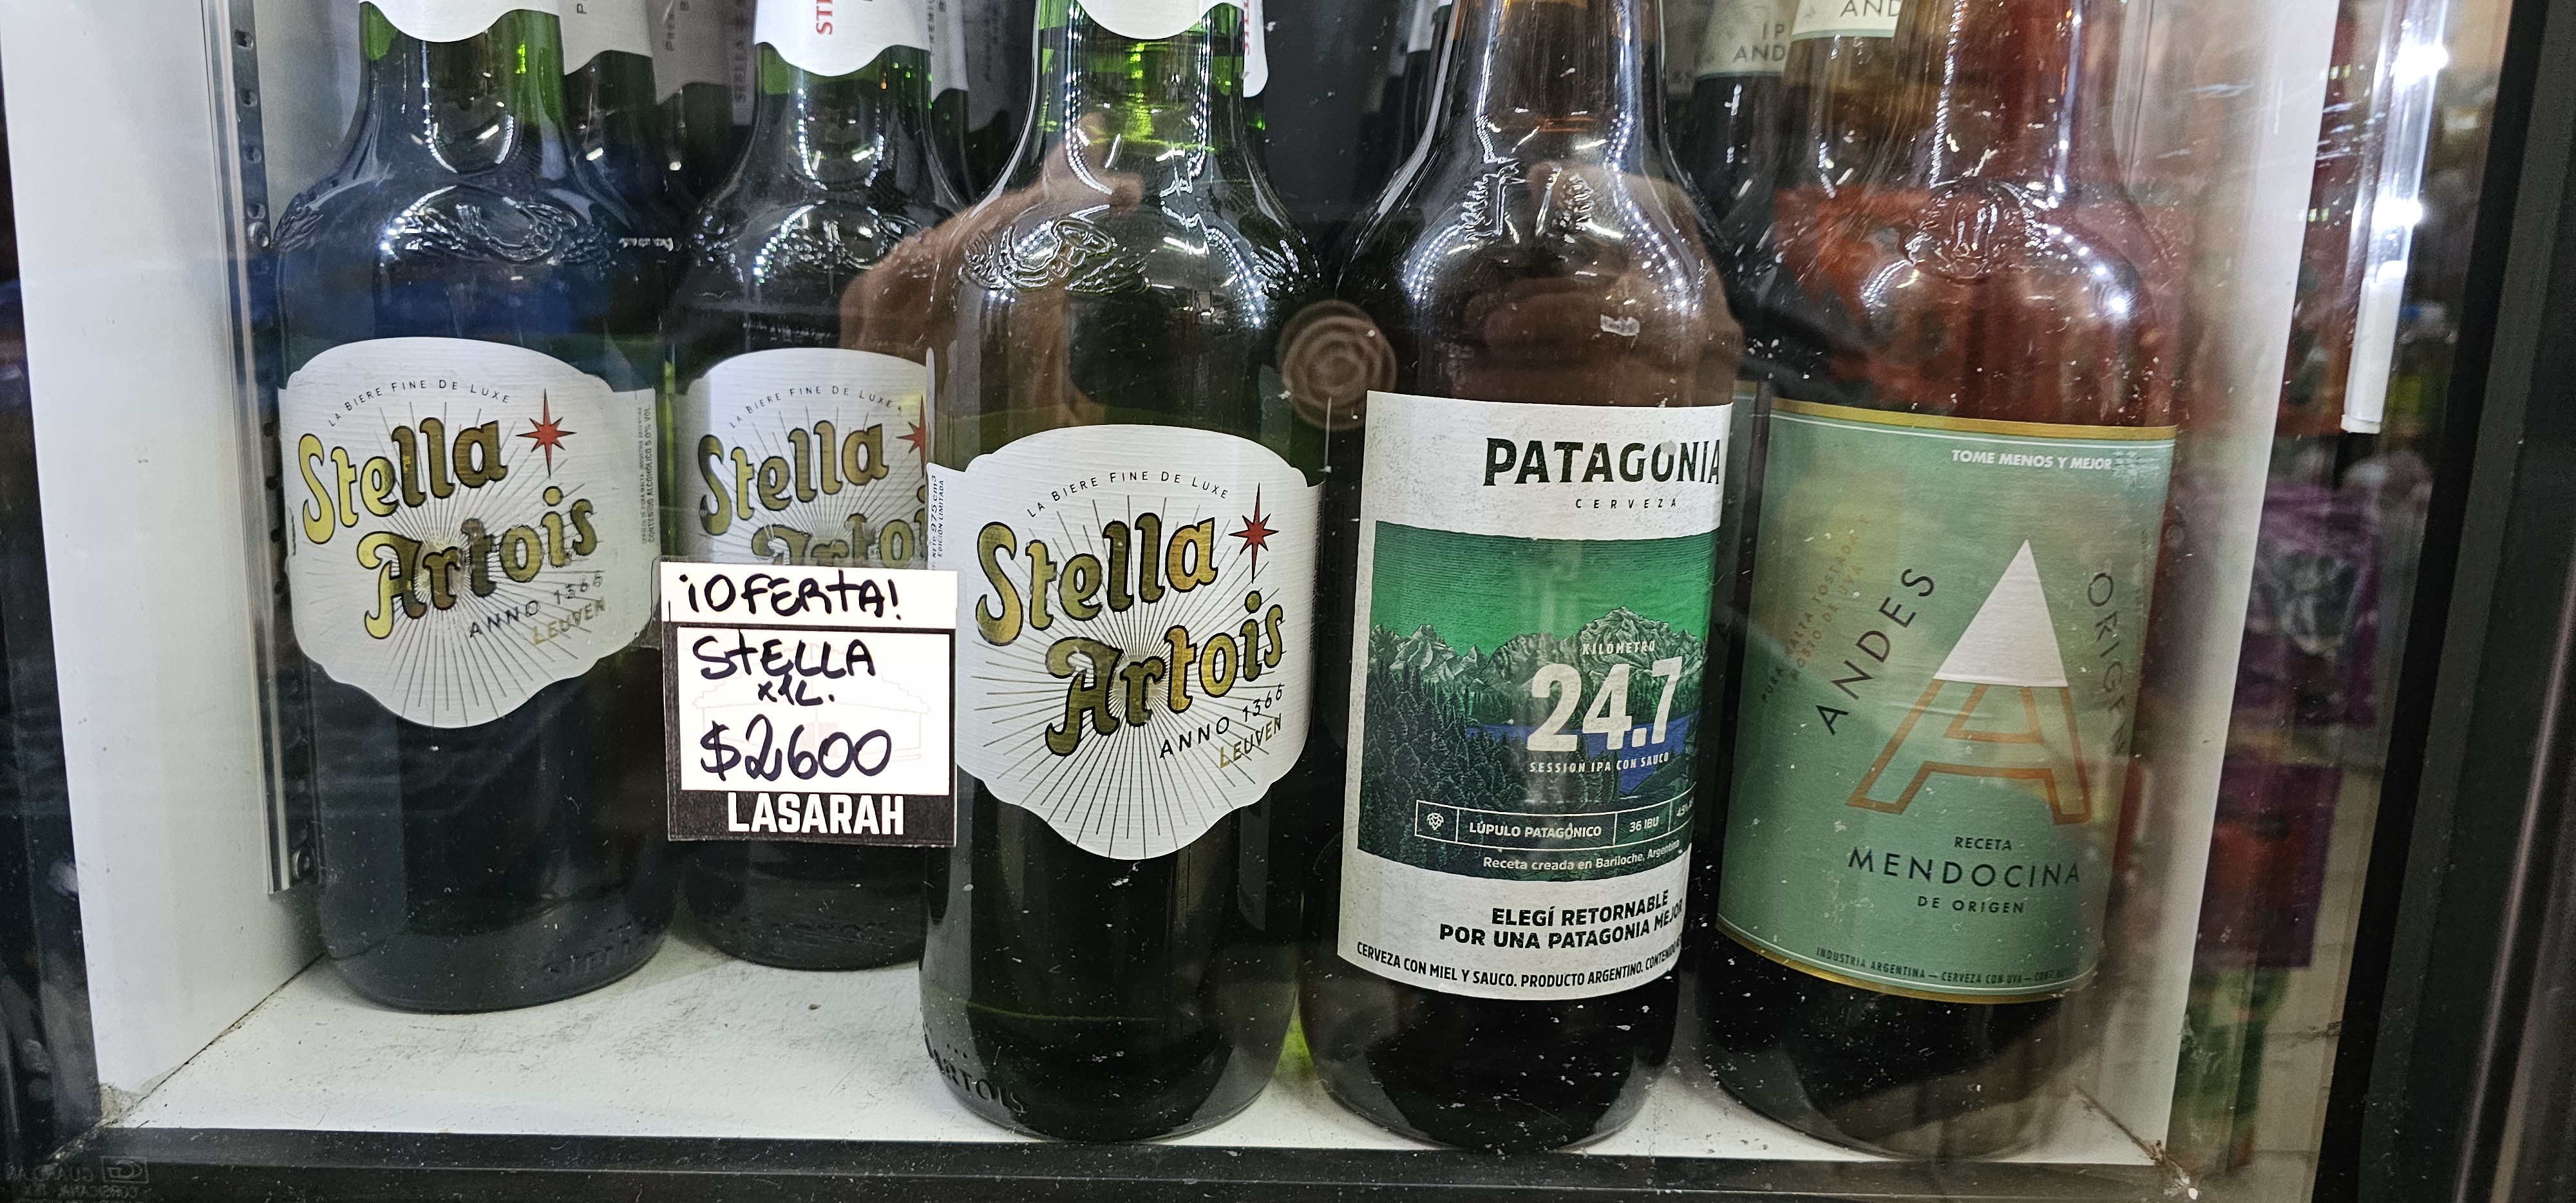 LA BIERE FINE DE LUXE
Stella
Artois
ANNO 1366
LEUVEN
LA BIERE FINE DE LUXE
Stella
Artois
¡OFERTA!
STELLA
x1L.
$2600
LASARAH
LA BIERE FINE DE LUXE
Stella
Artois
ANNO 1366
LEUVEN
ARTOIS
PATAGONIA
CERVEZA
KILÓMETRO
24.7
SESSION IPA CON SAUCO
LÚPULO PATAGÓNICO
36 IBU
Receta creada en Bariloche, Argentina
ELEGÍ RETORNABLE
POR UNA PATAGONIA MEJOR
CERVEZA CON MIEL Y SAUCO. PRODUCTO ARGENTINO.
TOME MENOS Y MEJOR
ANDES
ORIGEN
RECETA
MENDOCINA
DE ORIGEN
INDUSTRIA ARGENTINA — CERVEZA CON UVA —